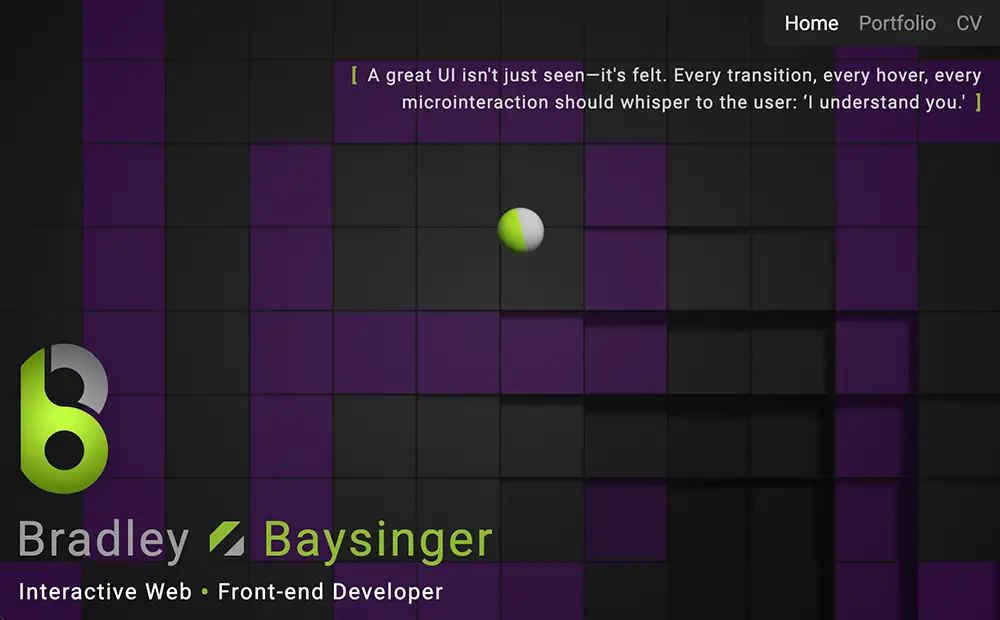 Home Portfolio CV
[ A great UI isn't just seen—it's felt. Every transition, every hover, every
microinteraction should whisper to the user: ‘I understand you.' ]
b
Bradley Baysinger
Interactive Web • Front-end Developer